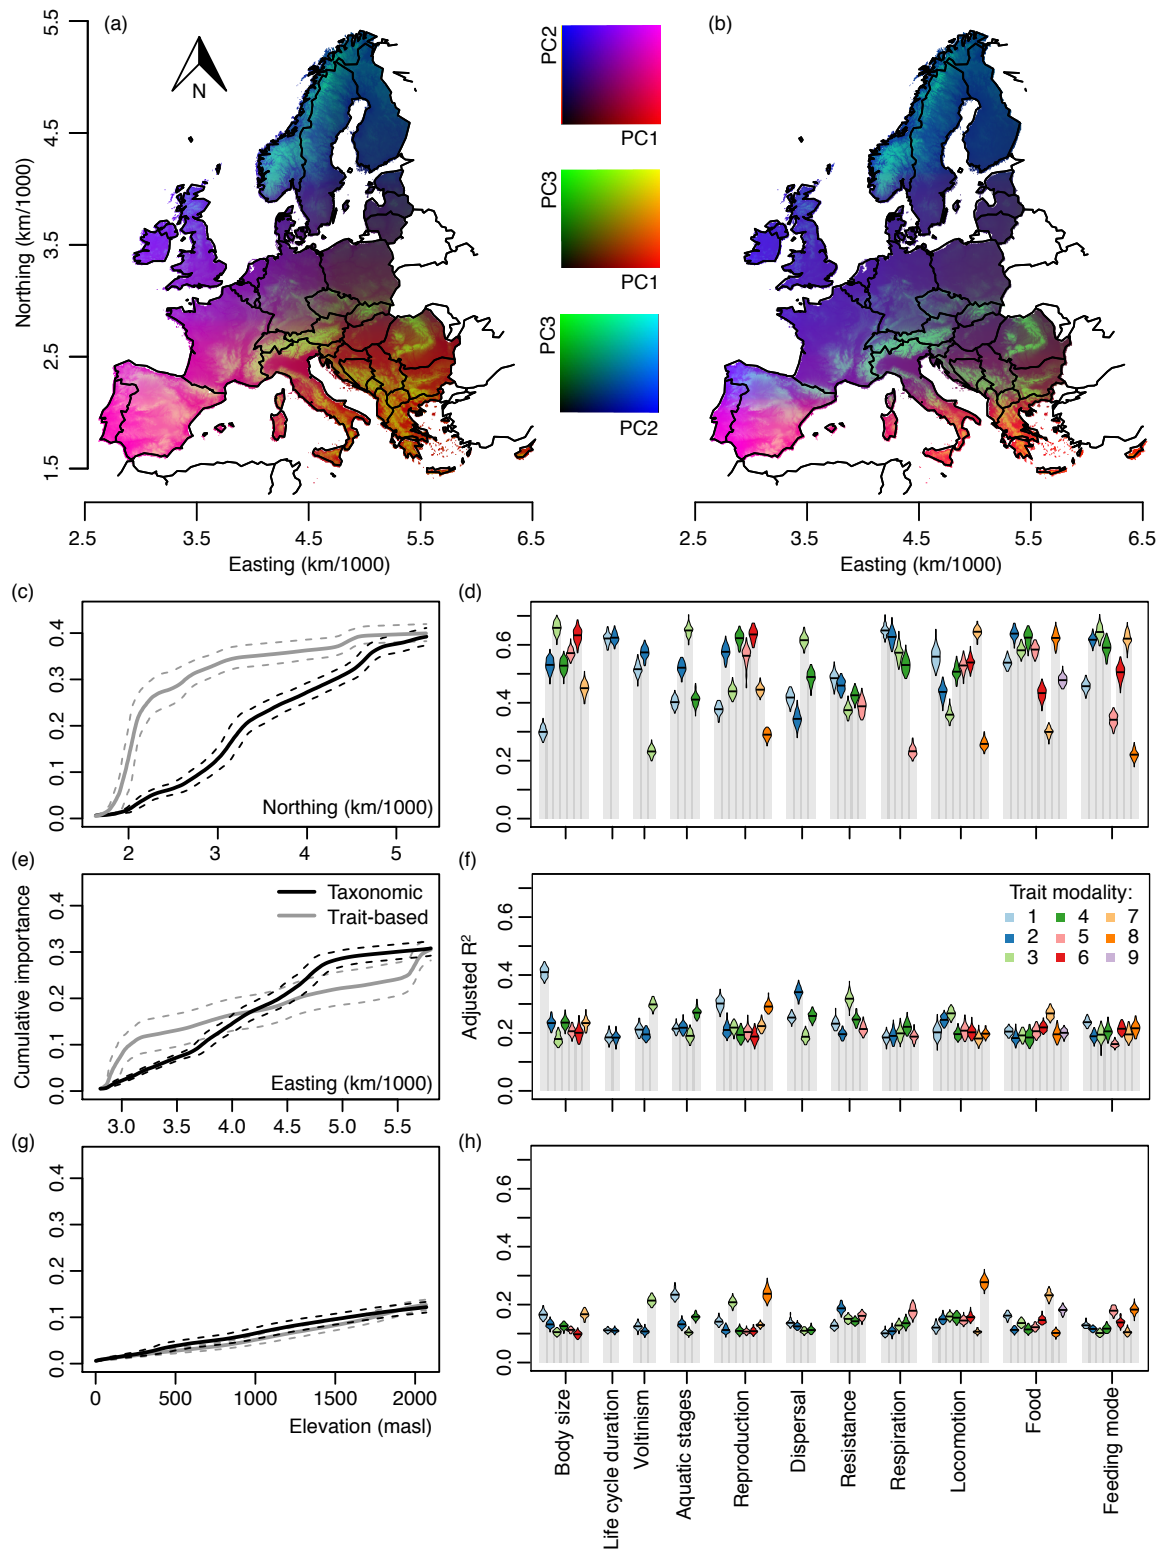 (a)
(b)
N
5.5
4.5
3.5
2.5
1.5
Northing (km/1000)
PC2
PC1
PC3
PC1
PC3
PC2
2.5 3.5 4.5 5.5 6.5
Easting (km/1000)
2.5 3.5 4.5 5.5 6.5
Easting (km/1000)
(c)
0.4
0.3
0.2
0.1
0.0
Northing (km/1000)
2 3 4 5
(d)
0.6
0.4
0.2
0.0
(e)
0.4
0.3
0.2
0.1
0.0
Cumulative importance
Taxonomic
Trait-based
Easting (km/1000)
3.0 3.5 4.0 4.5 5.0 5.5
(f)
0.6
0.4
0.2
0.0
Adjusted R²
Trait modality:
1 4 7
2 5 8
3 6 9
(g)
0.4
0.3
0.2
0.1
0.0
0 500 1000 1500 2000
Elevation (masl)
(h)
0.6
0.4
0.2
0.0
Body size
Life cycle duration
Voltinism
Aquatic stages
Reproduction
Dispersal
Resistance
Respiration
Locomotion
Food
Feeding mode